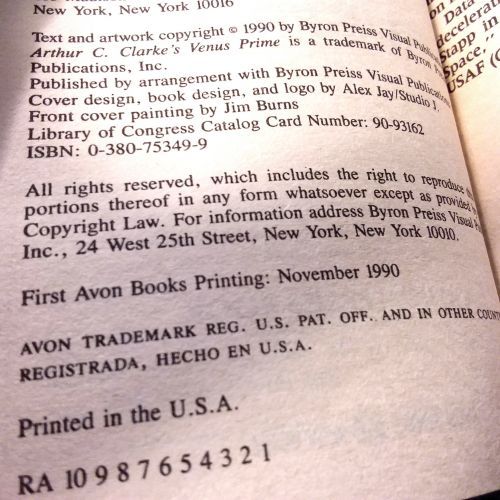 New York, New York 10016
Text and artwork copyright © 1990 by Byron Preiss Visual
Arthur C. Clarke's Venus Prime is a trademark of Byron Preiss
Publications, Inc.
Published by arrangement with Byron Preiss Visual Publications
Cover design, book design, and logo by Alex Jay/Studio J.
Front cover painting by Jim Burns
Library of Congress Catalog Card Number: 90-93162
ISBN: 0-380-75349-9
All rights reserved, which includes the right to reproduce
portions thereof in any form whatsoever except as provided
Copyright Law. For information address Byron Preiss Visual
Inc., 24 West 25th Street, New York, New York 10010.
First Avon Books Printing: November 1990
AVON TRADEMARK REG. U.S. PAT. OFF. AND IN OTHER
REGISTRADA, HECHO EN U.S.A.
Printed in the U.S.A.
RA 10 9 8 7 6 5 4 3 2 1
on
Data
Stapp in
Space,"
USAF